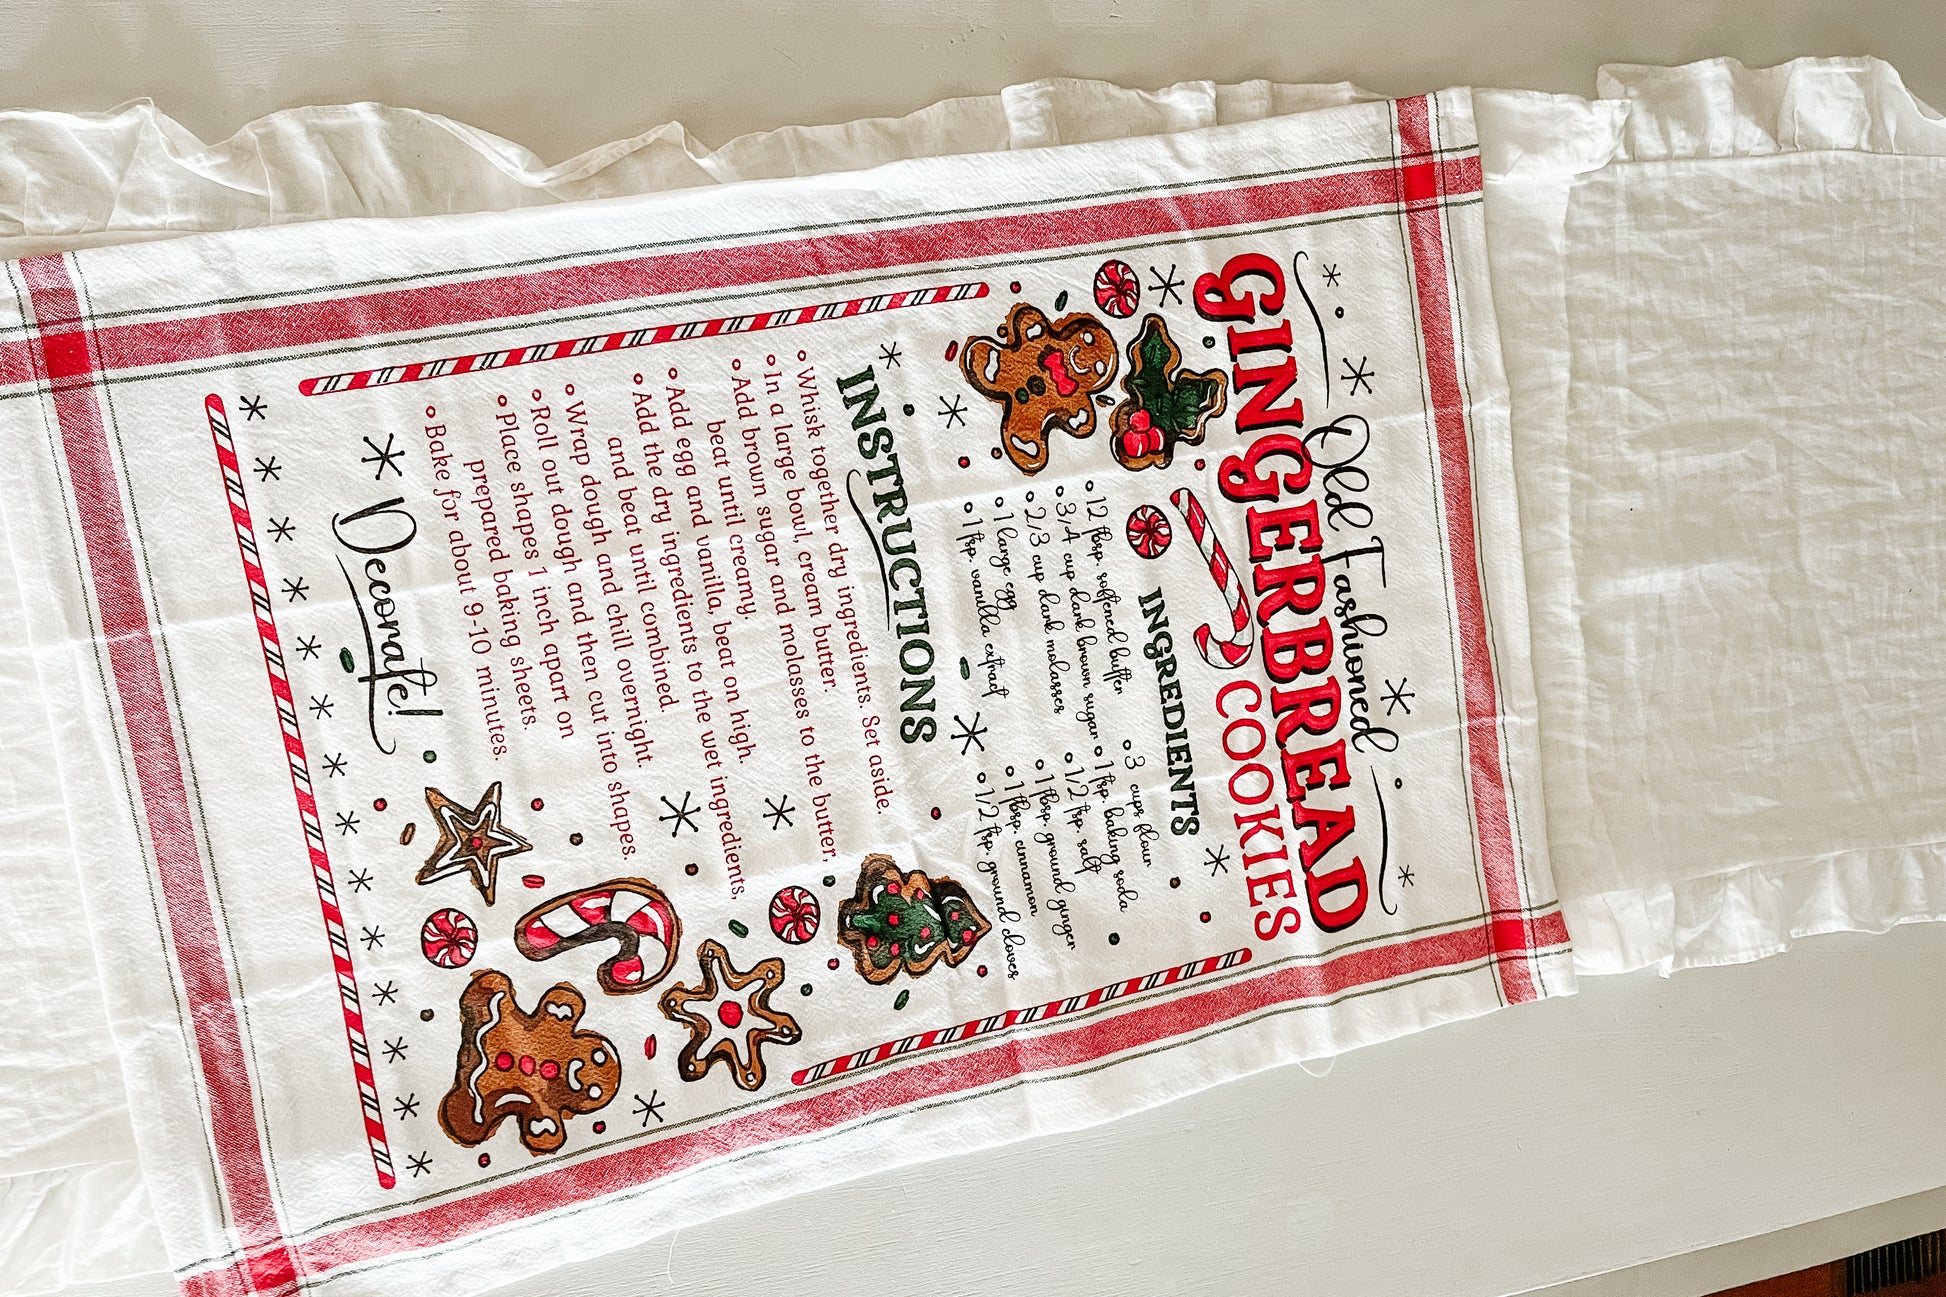 Old Fashioned
GINGERBREAD
COOKIES
INGREDIENTS
12 tbsp. softened butter
3/4 cup dark brown sugar
2/3 cup dark molasses
1 large egg
1 tsp. vanilla extract
3 cups flour
1 tsp. baking soda
1/2 tsp. salt
1 tbsp. ground ginger
1 tbsp. cinnamon
1/2 tsp. ground cloves
INSTRUCTIONS
Whisk together dry ingredients. Set aside.
In a large bowl, cream butter.
Add brown sugar and molasses to the butter,
beat until creamy.
Add egg and vanilla, beat on high.
Add the dry ingredients to the wet ingredients,
and beat until combined.
Wrap dough and chill overnight.
Roll out dough and then cut into shapes.
Place shapes 1 inch apart on
prepared baking sheets.
Bake for about 9-10 minutes.
Decorate!